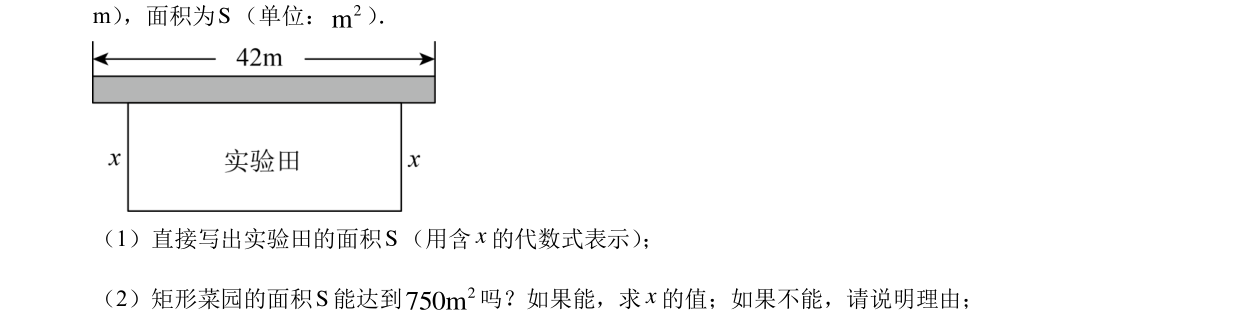 m），面积为S（单位：m²）．
42m
x 实验田 x
（1）直接写出实验田的面积S（用含x的代数式表示）；
（2）矩形菜园的面积S能达到750m²吗？如果能，求x的值；如果不能，请说明理由；